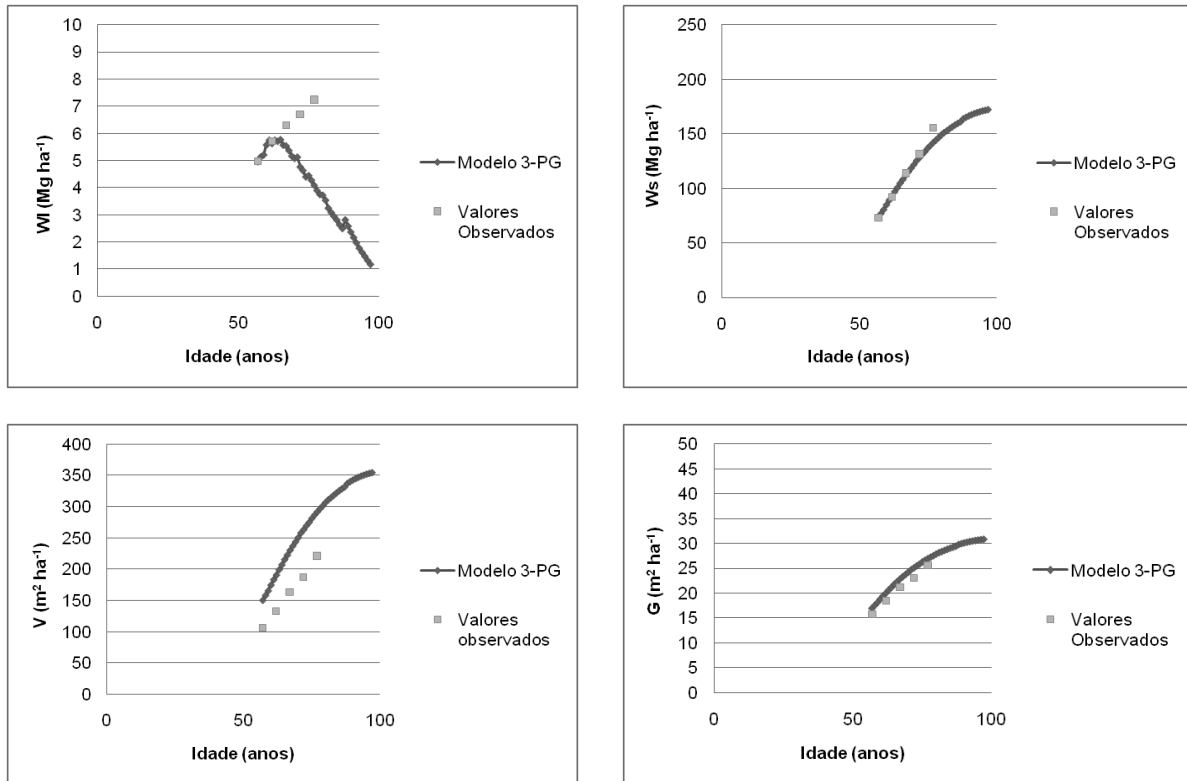 10
9
8
7
6
5
4
3
2
1
0
Wl (Mg ha⁻¹)
0 50 100
Idade (anos)
Modelo 3-PG
Valores
Observados
250
200
150
100
50
0
Ws (Mg ha⁻¹)
0 50 100
Idade (anos)
Modelo 3-PG
Valores
Observados
400
350
300
250
200
150
100
50
0
V (m² ha⁻¹)
0 50 100
Idade (anos)
Modelo 3-PG
Valores
observados
50
45
40
35
30
25
20
15
10
5
0
G (m² ha⁻¹)
0 50 100
Idade (anos)
Modelo 3-PG
Valores
Observados